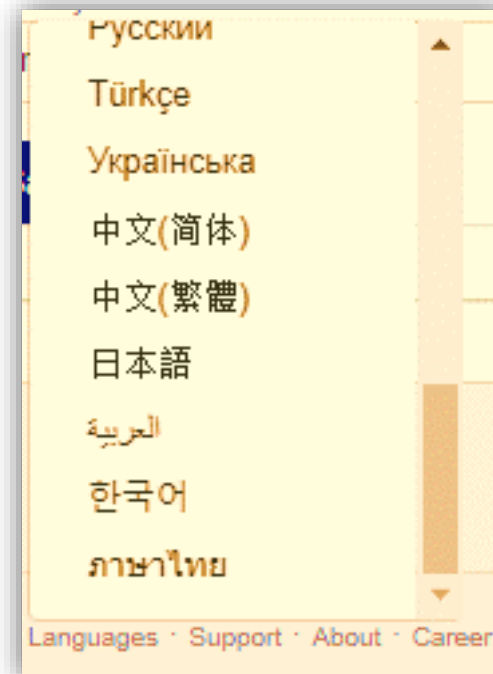 Русский
Türkçe
Українська
中文(简体)
中文(繁體)
日本語
العربية
한국어
ภาษาไทย
Languages · Support · About · Career